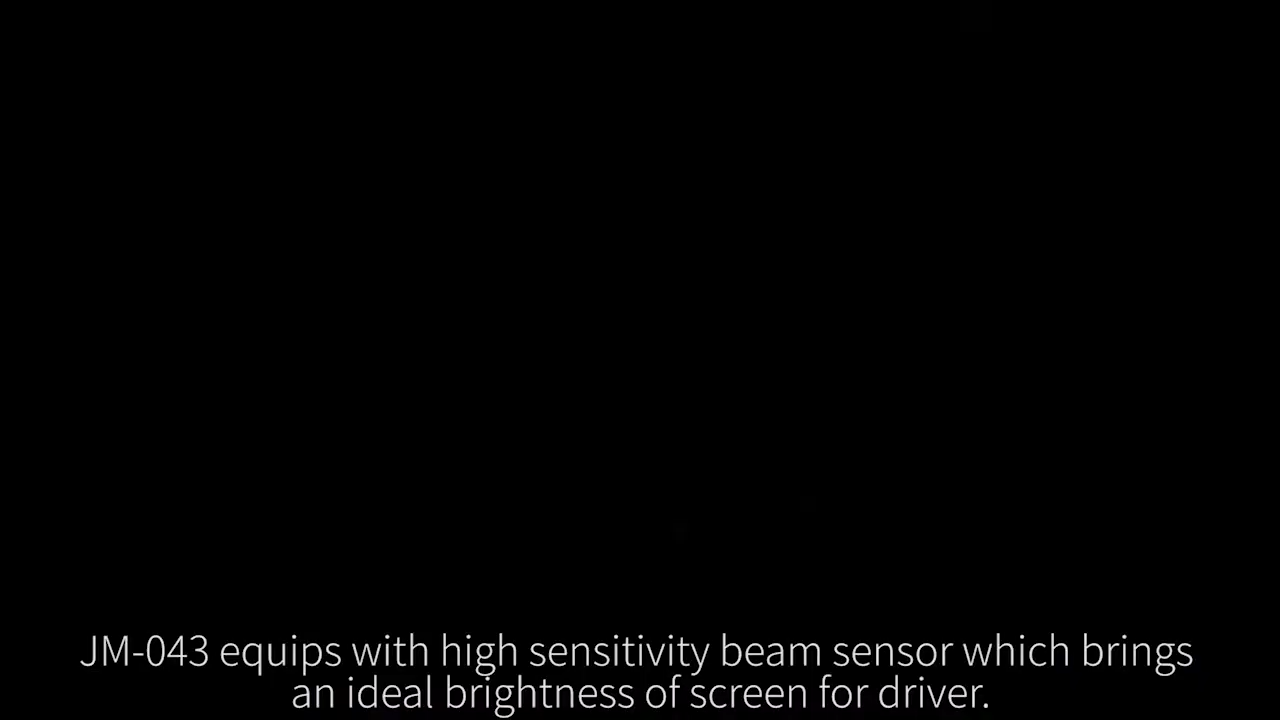 JM-043 equips with high sensitivity beam sensor which brings
an ideal brightness of screen for driver.